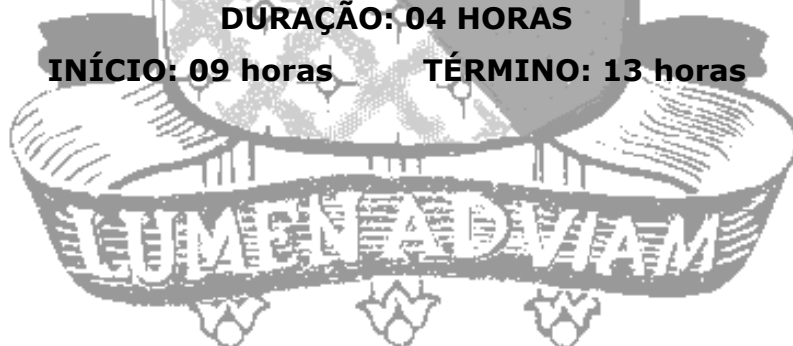 DURAÇÃO: 04 HORAS
INÍCIO: 09 horas TÉRMINO: 13 horas
LUMEN AD VIAM